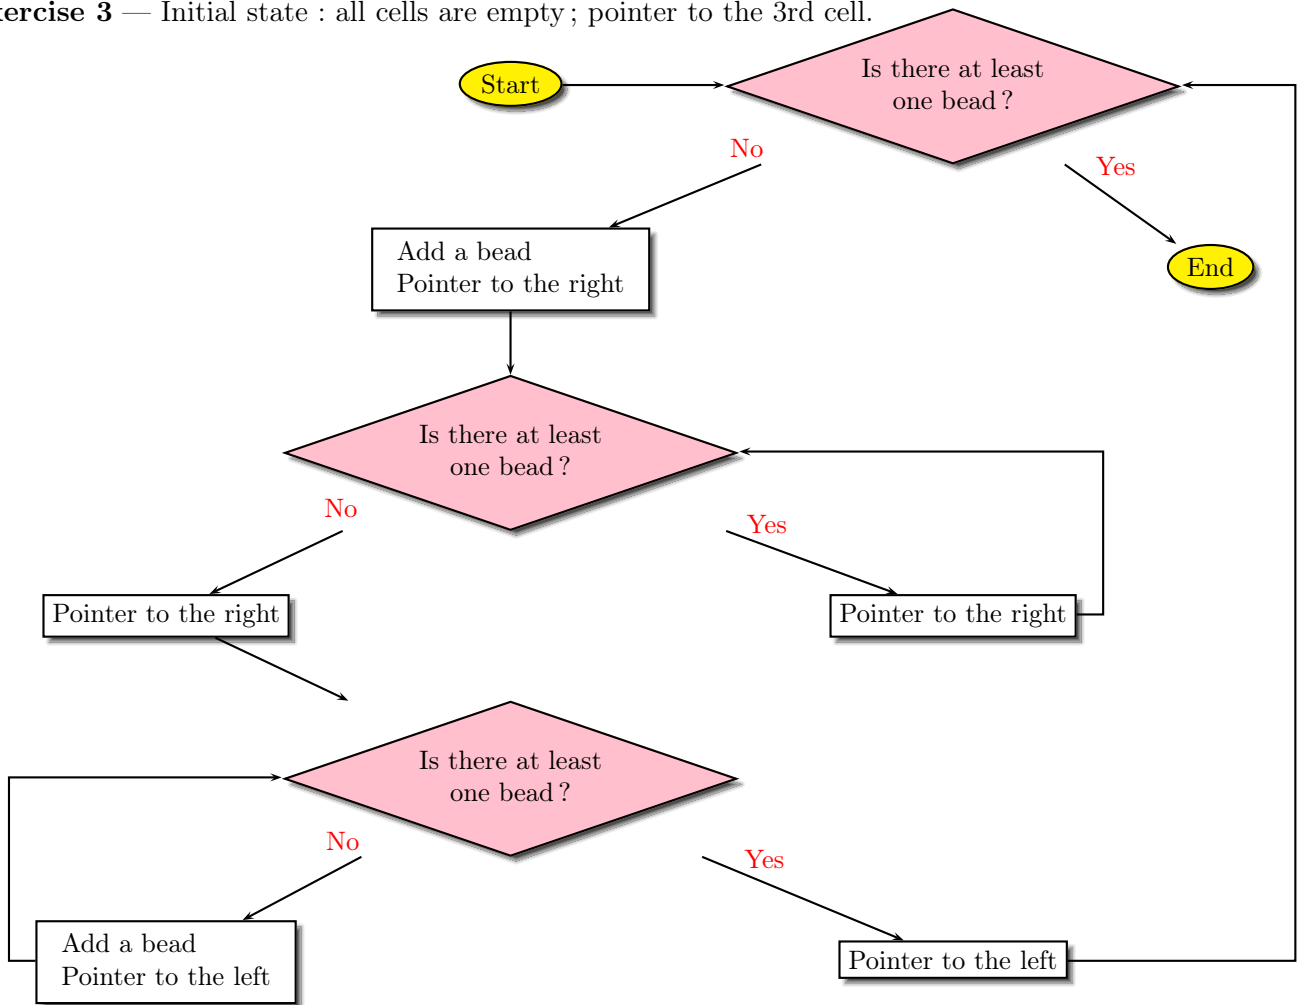 ercise 3 — Initial state : all cells are empty ; pointer to the 3rd cell.
Start
Is there at least
one bead ?
No
Yes
Add a bead
Pointer to the right
End
Is there at least
one bead ?
No
Yes
Pointer to the right
Pointer to the right
Is there at least
one bead ?
No
Yes
Add a bead
Pointer to the left
Pointer to the left